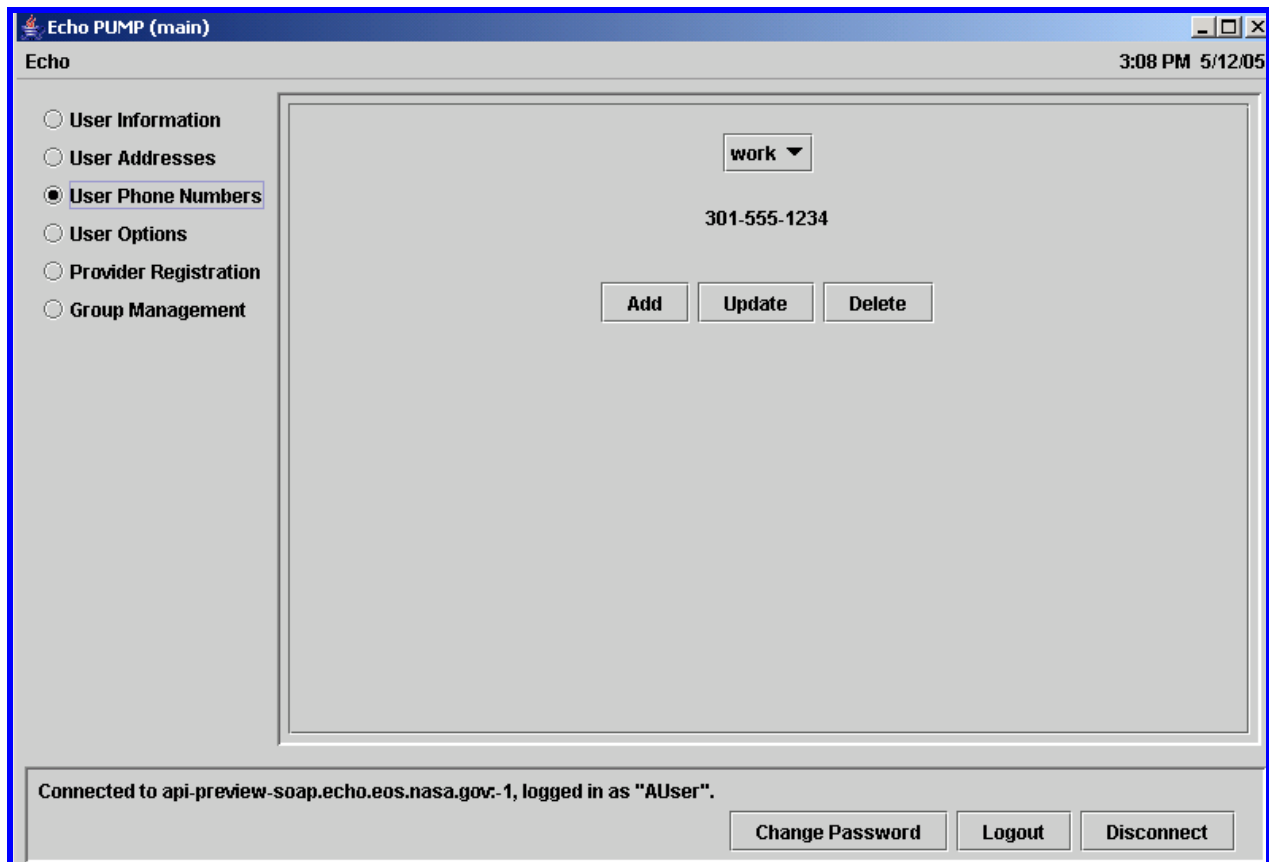 Echo PUMP (main)
Echo 3:08 PM 5/12/05
User Information
User Addresses
User Phone Numbers
User Options
Provider Registration
Group Management
work
301-555-1234
Add Update Delete
Connected to api-preview-soap.echo.eos.nasa.gov:-1, logged in as "AUser".
Change Password Logout Disconnect